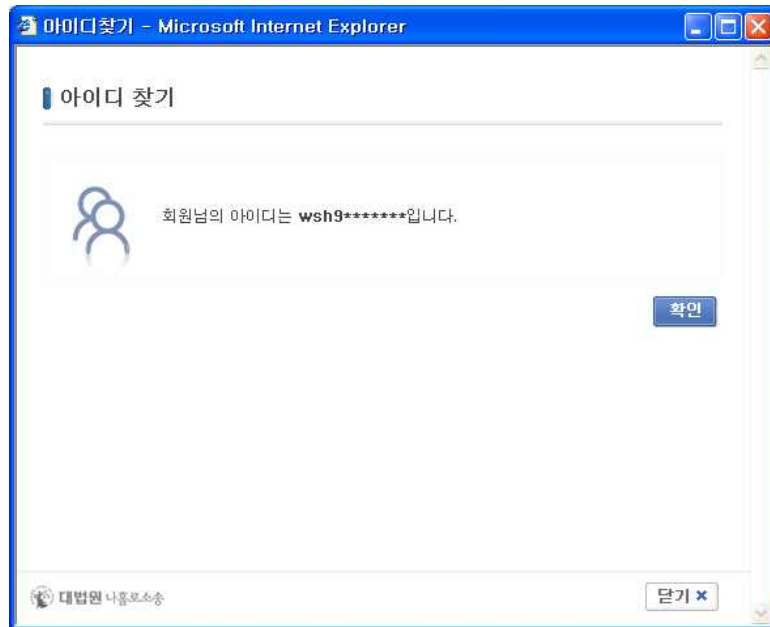 아이디찾기 - Microsoft Internet Explorer
아이디 찾기
회원님의 아이디는 wsh9*******입니다.
확인
대법원 나홀로소송
닫기 ×